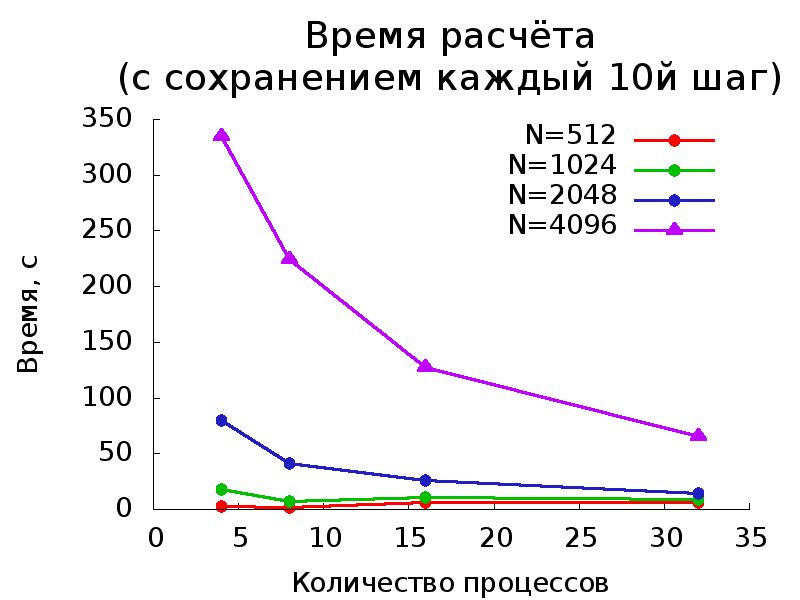 Время расчёта
(с сохранением каждый 10й шаг)
N=512
N=1024
N=2048
N=4096
350
300
250
200
150
100
50
0
Время, с
0 5 10 15 20 25 30 35
Количество процессов